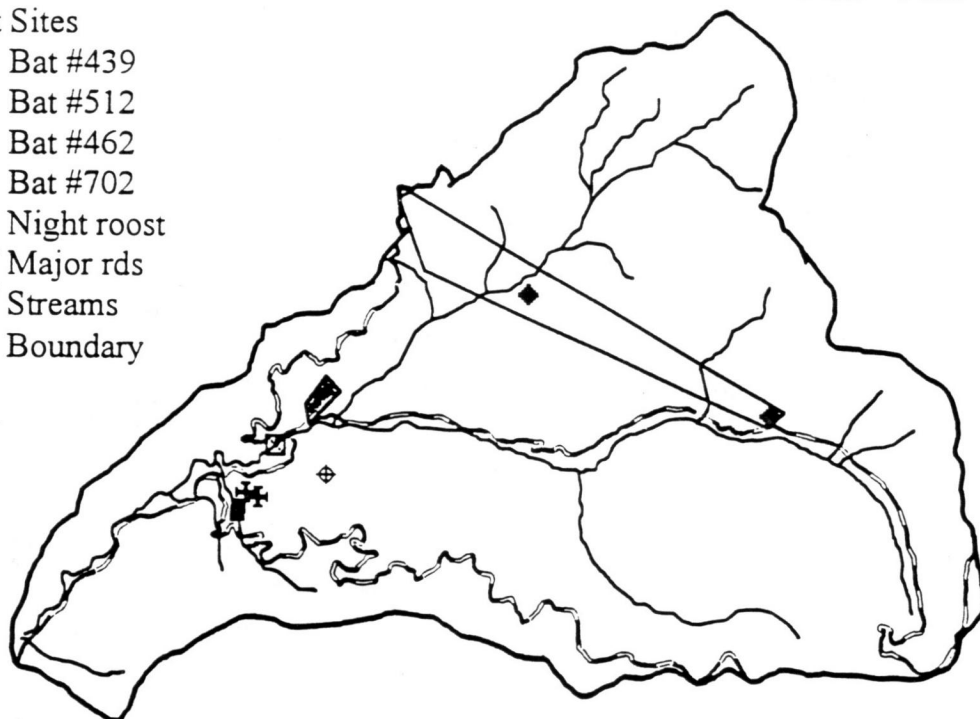 Sites
Bat #439
Bat #512
Bat #462
Bat #702
Night roost
Major rds
Streams
Boundary